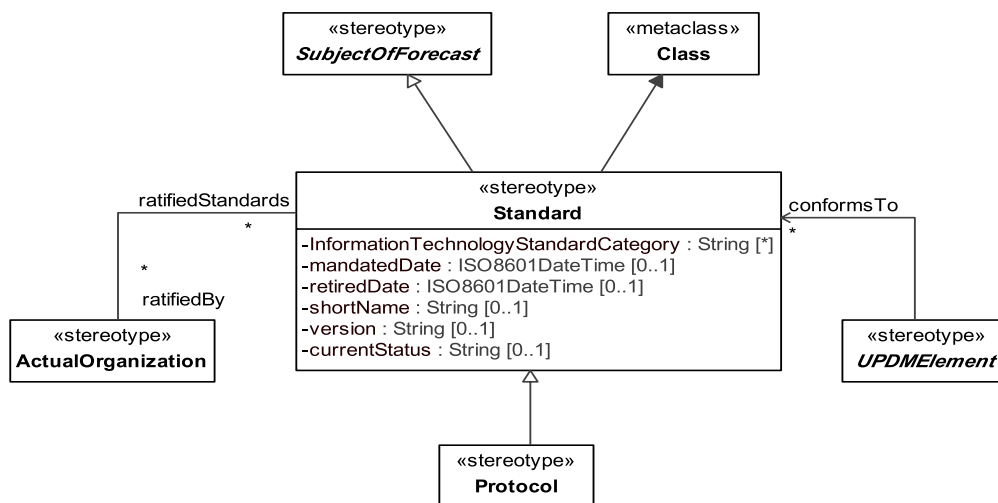 «stereotype»
SubjectOfForecast
«metaclass»
Class
ratifiedStandards
*
*
ratifiedBy
«stereotype»
ActualOrganization
«stereotype»
Standard
-InformationTechnologyStandardCategory : String [*]
-mandatedDate : ISO8601DateTime [0..1]
-retiredDate : ISO8601DateTime [0..1]
-shortName : String [0..1]
-version : String [0..1]
-currentStatus : String [0..1]
conformsTo
*
«stereotype»
UPDMElement
«stereotype»
Protocol